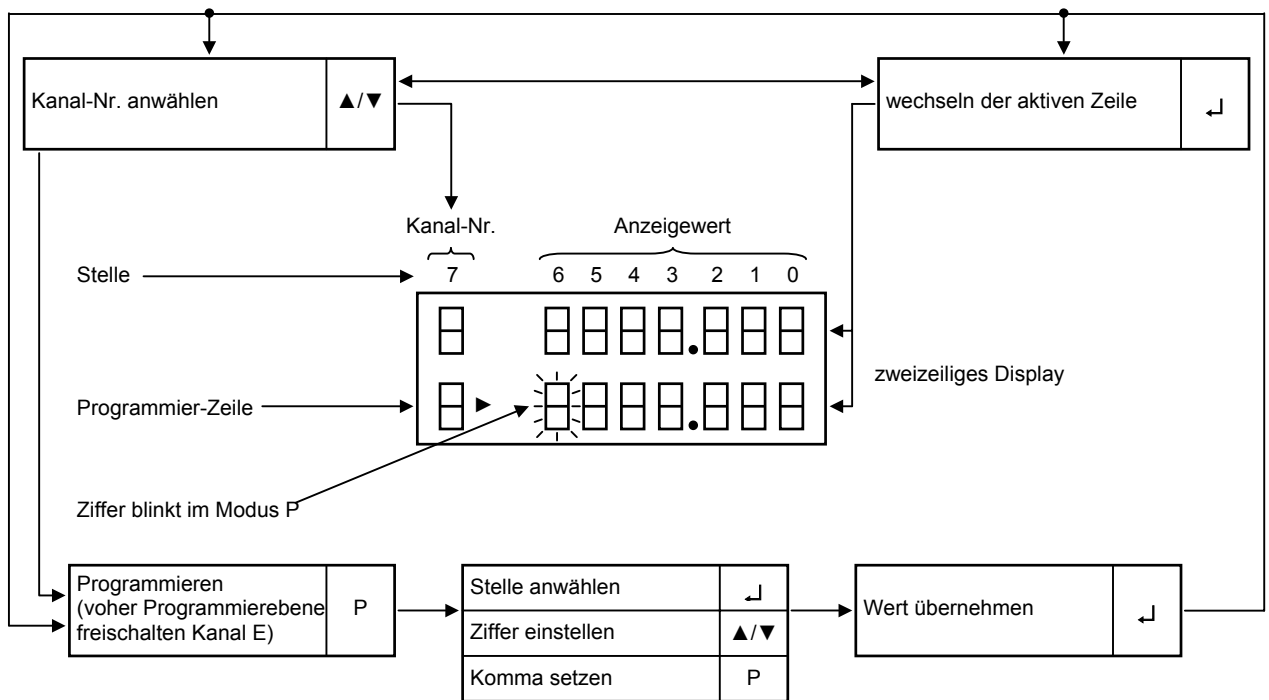 Kanal-Nr. anwählen ▲/▼
wechseln der aktiven Zeile ↵
Kanal-Nr. Anzeigewert
Stelle 7 6 5 4 3 2 1 0
zweizeiliges Display
Programmier-Zeile
Ziffer blinkt im Modus P
Programmieren
(voher Programmierebene
freischalten Kanal E)
P
Stelle anwählen ↵
Ziffer einstellen ▲/▼
Komma setzen P
Wert übernehmen ↵